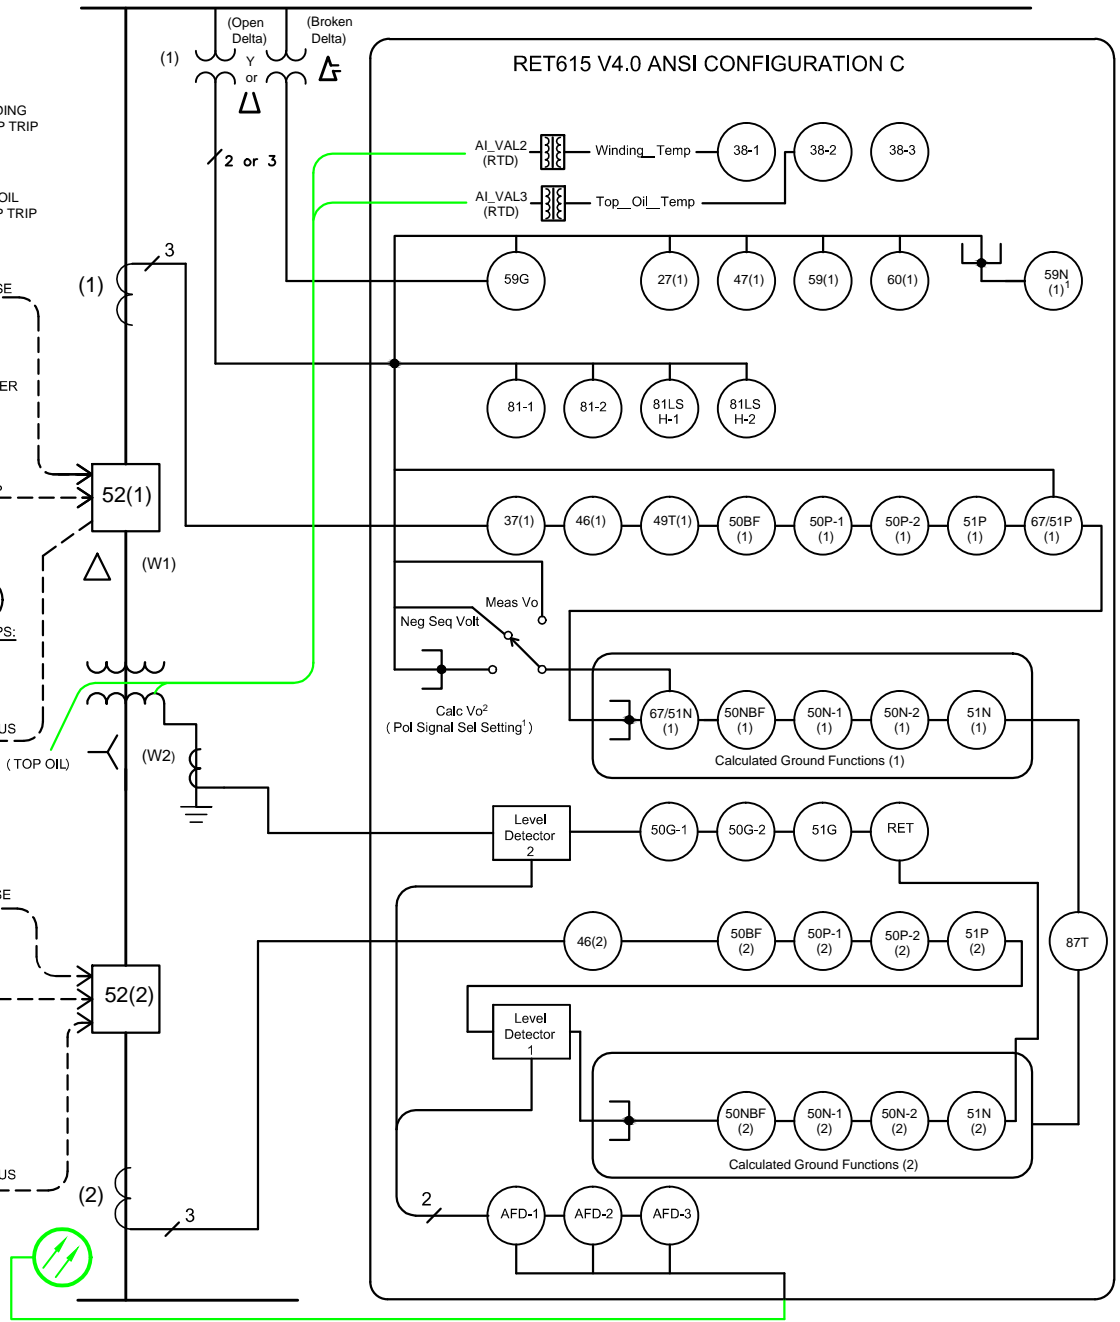 (Open
Delta)
(Broken
Delta)
(1)
Y
or
RET615 V4.0 ANSI CONFIGURATION C
DING
P TRIP
2 or 3
AI_VAL2
(RTD)
Winding_Temp
38-1
38-2
38-3
OIL
P TRIP
AI_VAL3
(RTD)
Top_Oil_Temp
3
(1)
SE
59G
27(1)
47(1)
59(1)
60(1)
59N
(1)1
ER
81-1
81-2
81LS
H-1
81LS
H-2
52(1)
P
37(1)
46(1)
49T(1)
50BF
(1)
50P-1
(1)
50P-2
(1)
51P
(1)
67/51P
(1)
(W1)
Meas Vo
Neg Seq Volt
PS:
Calc Vo2
( Pol Signal Sel Setting1)
67/51N
(1)
50NBF
(1)
50N-1
(1)
50N-2
(1)
51N
(1)
Calculated Ground Functions (1)
US
( TOP OIL)
(W2)
Level
Detector
2
50G-1
50G-2
51G
RET
SE
46(2)
50BF
(2)
50P-1
(2)
50P-2
(2)
51P
(2)
87T
52(2)
Level
Detector
1
50NBF
(2)
50N-1
(2)
50N-2
(2)
51N
(2)
Calculated Ground Functions (2)
US
(2)
3
2
AFD-1
AFD-2
AFD-3